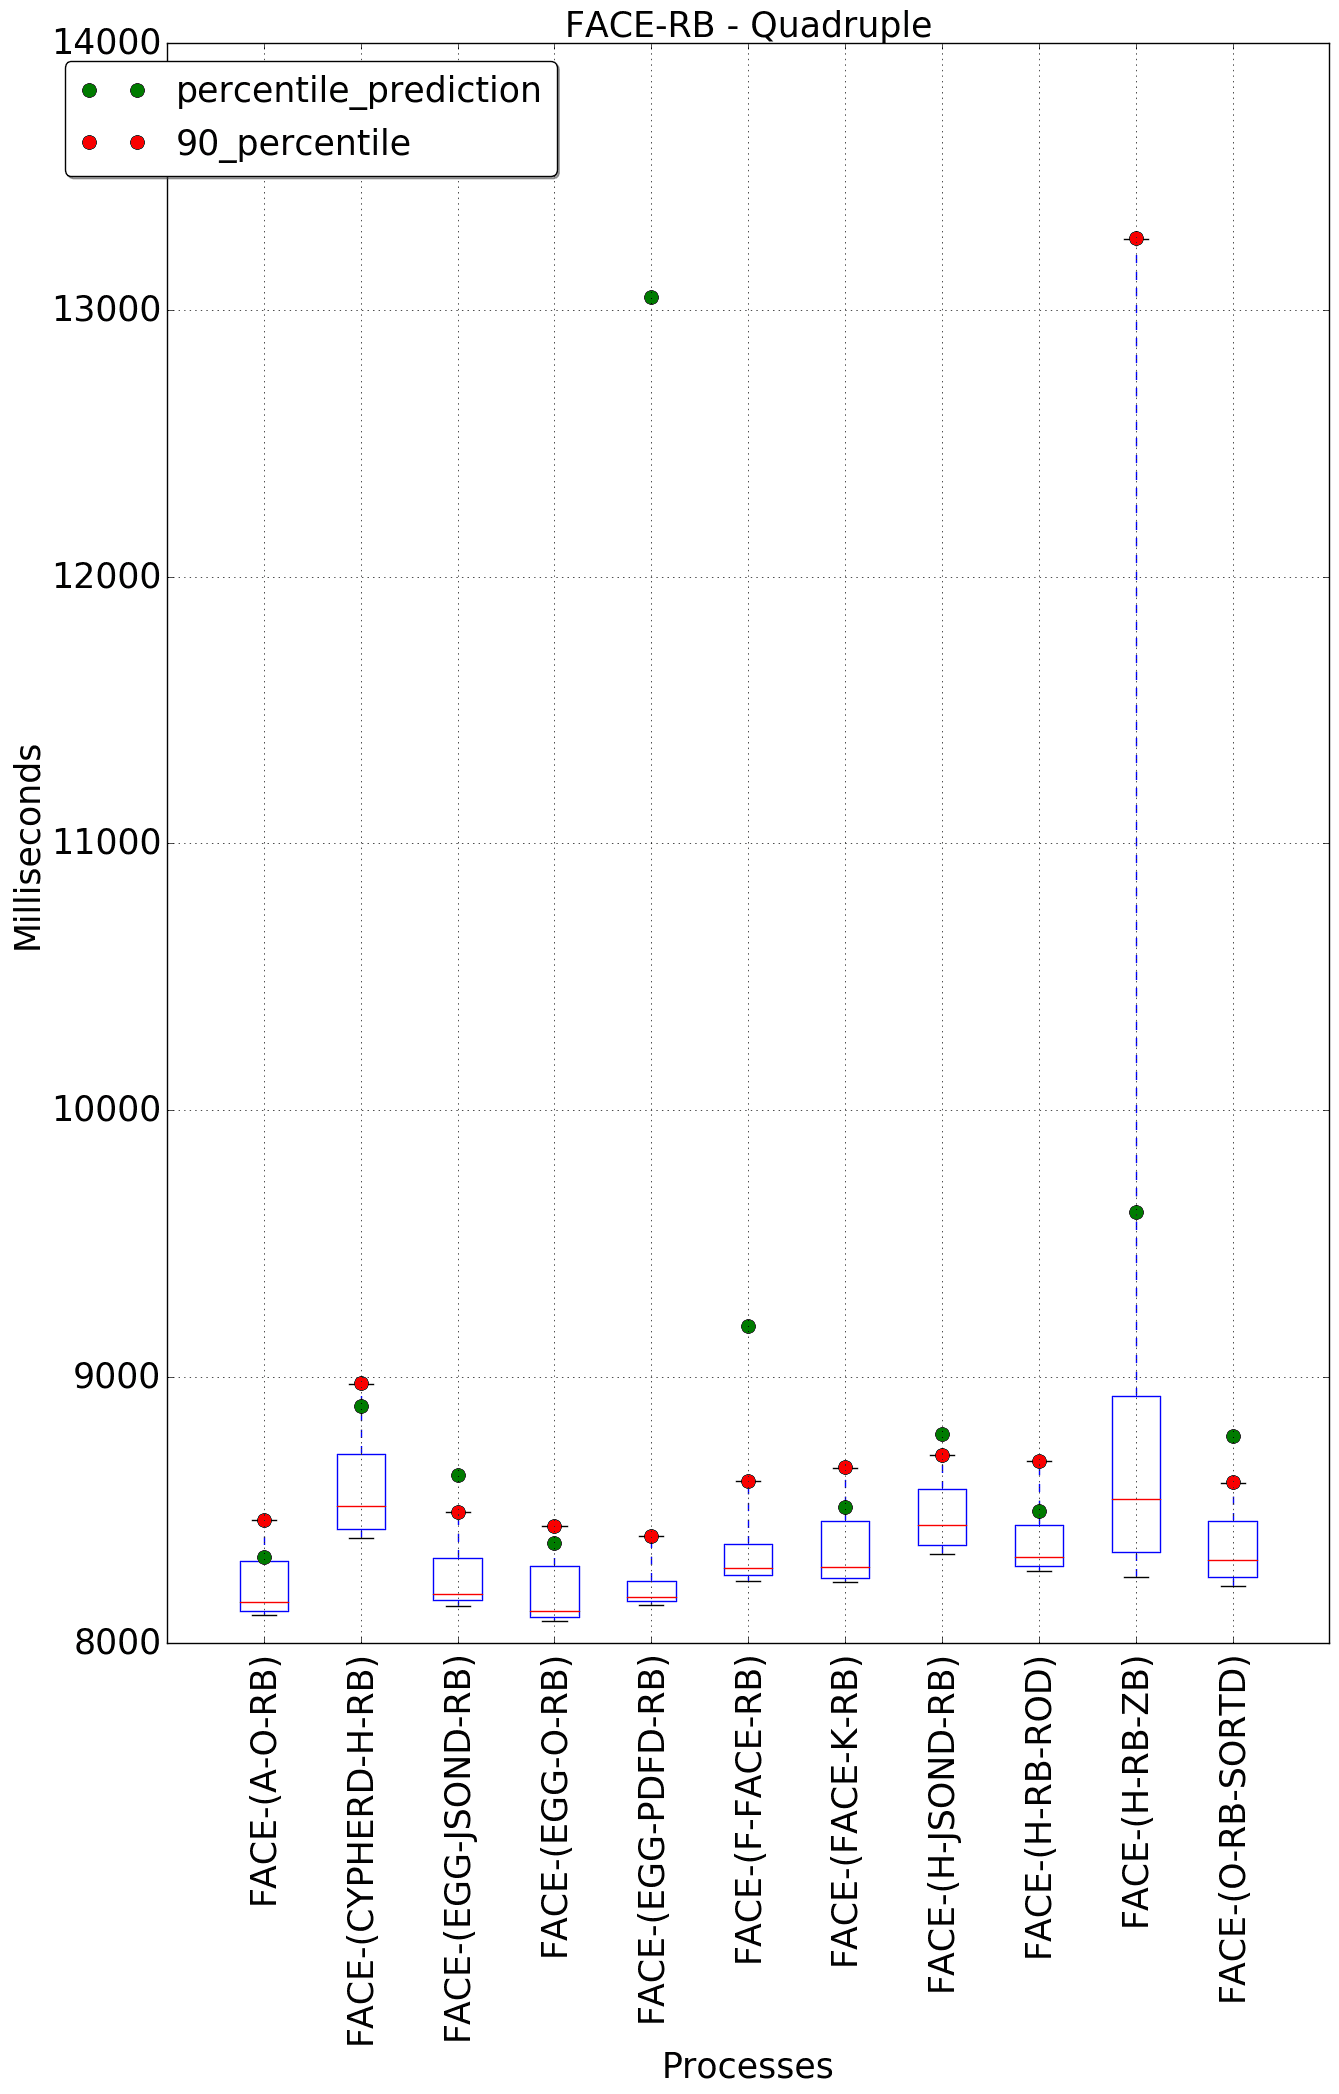 FACE-RB - Quadruple
percentile_prediction
90_percentile
14000
13000
12000
11000
10000
9000
8000
Milliseconds
FACE-(A-O-RB)
FACE-(CYPHERD-H-RB)
FACE-(EGG-JSOND-RB)
FACE-(EGG-O-RB)
FACE-(EGG-PDFD-RB)
FACE-(F-FACE-RB)
FACE-(FACE-K-RB)
FACE-(H-JSOND-RB)
FACE-(H-RB-ROD)
FACE-(H-RB-ZB)
FACE-(O-RB-SORTD)
Processes